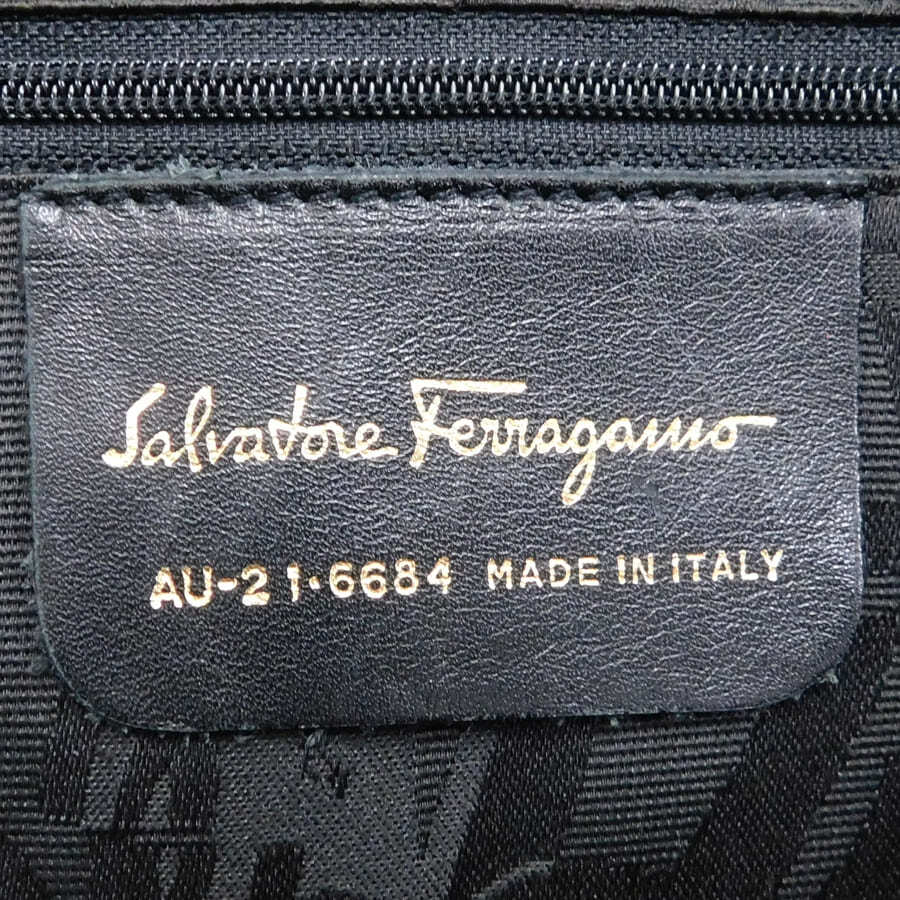 Salvatore Ferragamo
AU-21·6684 MADE IN ITALY